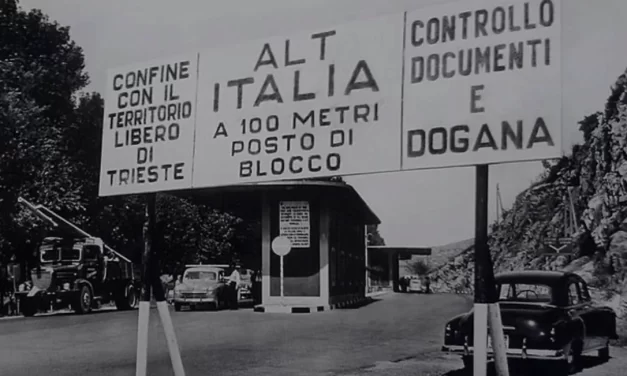 CONFINE
CON IL
TERRITORIO
LIBERO
DI
TRIESTE
ALT
ITALIA
A 100 METRI
POSTO DI
BLOCCO
CONTROLLO
DOCUMENTI
E
DOGANA